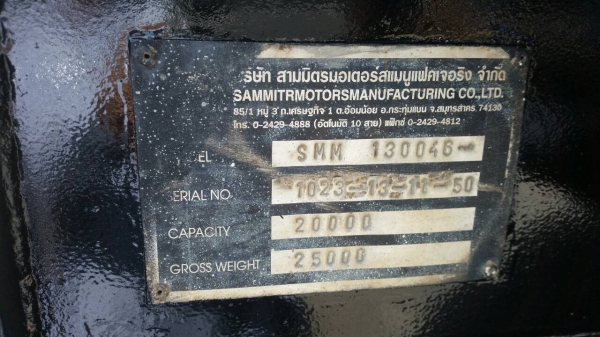 บริษัท สามมิตรมอเตอร์สแมนูแฟคเจอริง จำกัด
SAMMITRMOTORSMANUFACTURING CO.,LTD.
85/1 หมู่ 3 ถ.เศรษฐกิจ 1 ต.อ้อมน้อย อ.กระทุ่มแบน จ.สมุทรสาคร 74130
โทร. 0-2429-4888 (อัตโนมัติ 10 สาย) แฟ็กซ์ 0-2429-4812
EL SMM 130046
SERIAL NO 1023-13-11-50
CAPACITY 20000
GROSS WEIGHT 25000